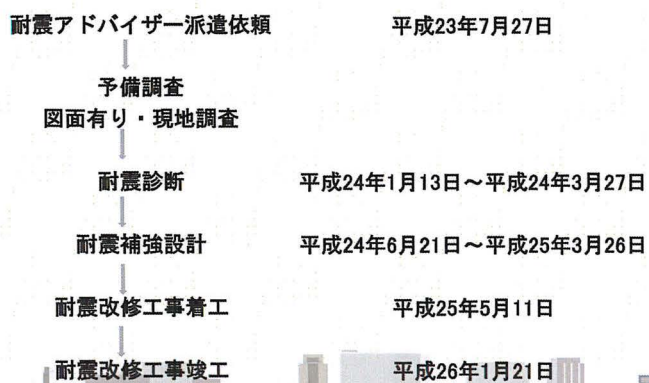 耐震アドバイザー派遣依頼 平成23年7月27日
予備調査
図面有り・現地調査
耐震診断 平成24年1月13日～平成24年3月27日
耐震補強設計 平成24年6月21日～平成25年3月26日
耐震改修工事着工 平成25年5月11日
耐震改修工事竣工 平成26年1月21日